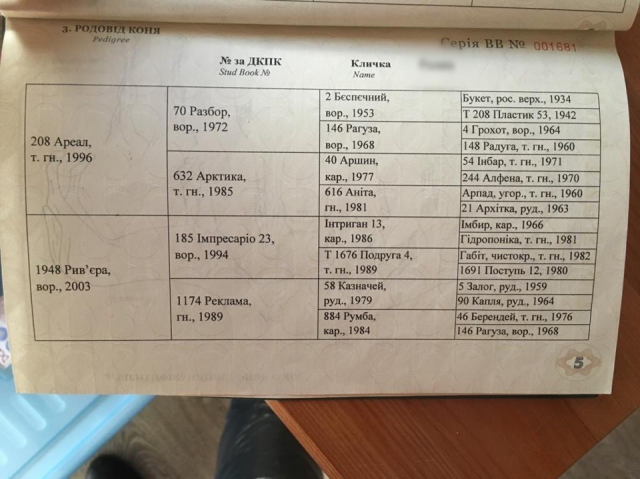 3. РОДОВІД КОНЯ
Pedigree
Серія ВВ № 001681
№ за ДКПК
Stud Book №
Кличка
Name
208 Ареал,
т. гн., 1996
70 Разбор,
вор., 1972
2 Бєспєчний,
вор., 1953
Букет, рос. верх., 1934
Т 208 Пластик 53, 1942
146 Рагуза,
вор., 1968
4 Грохот, вор., 1964
148 Радуга, т. гн., 1960
632 Арктика,
т. гн., 1985
40 Аршин,
кар., 1977
54 Інбар, т. гн., 1971
244 Алфена, т. гн., 1970
616 Аніта,
гн., 1981
Арпад, угор., т. гн., 1960
21 Архітка, руд., 1963
1948 Рив’єра,
вор., 2003
185 Імпресаріо 23,
вор., 1994
Інтриган 13,
кар., 1986
Імбир, кар., 1966
Гідропоніка, т. гн., 1981
Т 1676 Подруга 4,
т. гн., 1989
Габіт, чистокр., т. гн., 1982
1691 Поступь 12, 1980
1174 Реклама,
гн., 1989
58 Казначей,
руд., 1979
5 Залог, руд., 1959
90 Капля, руд., 1964
884 Румба,
кар., 1984
46 Берендей, т. гн., 1976
146 Рагуза, вор., 1968
5